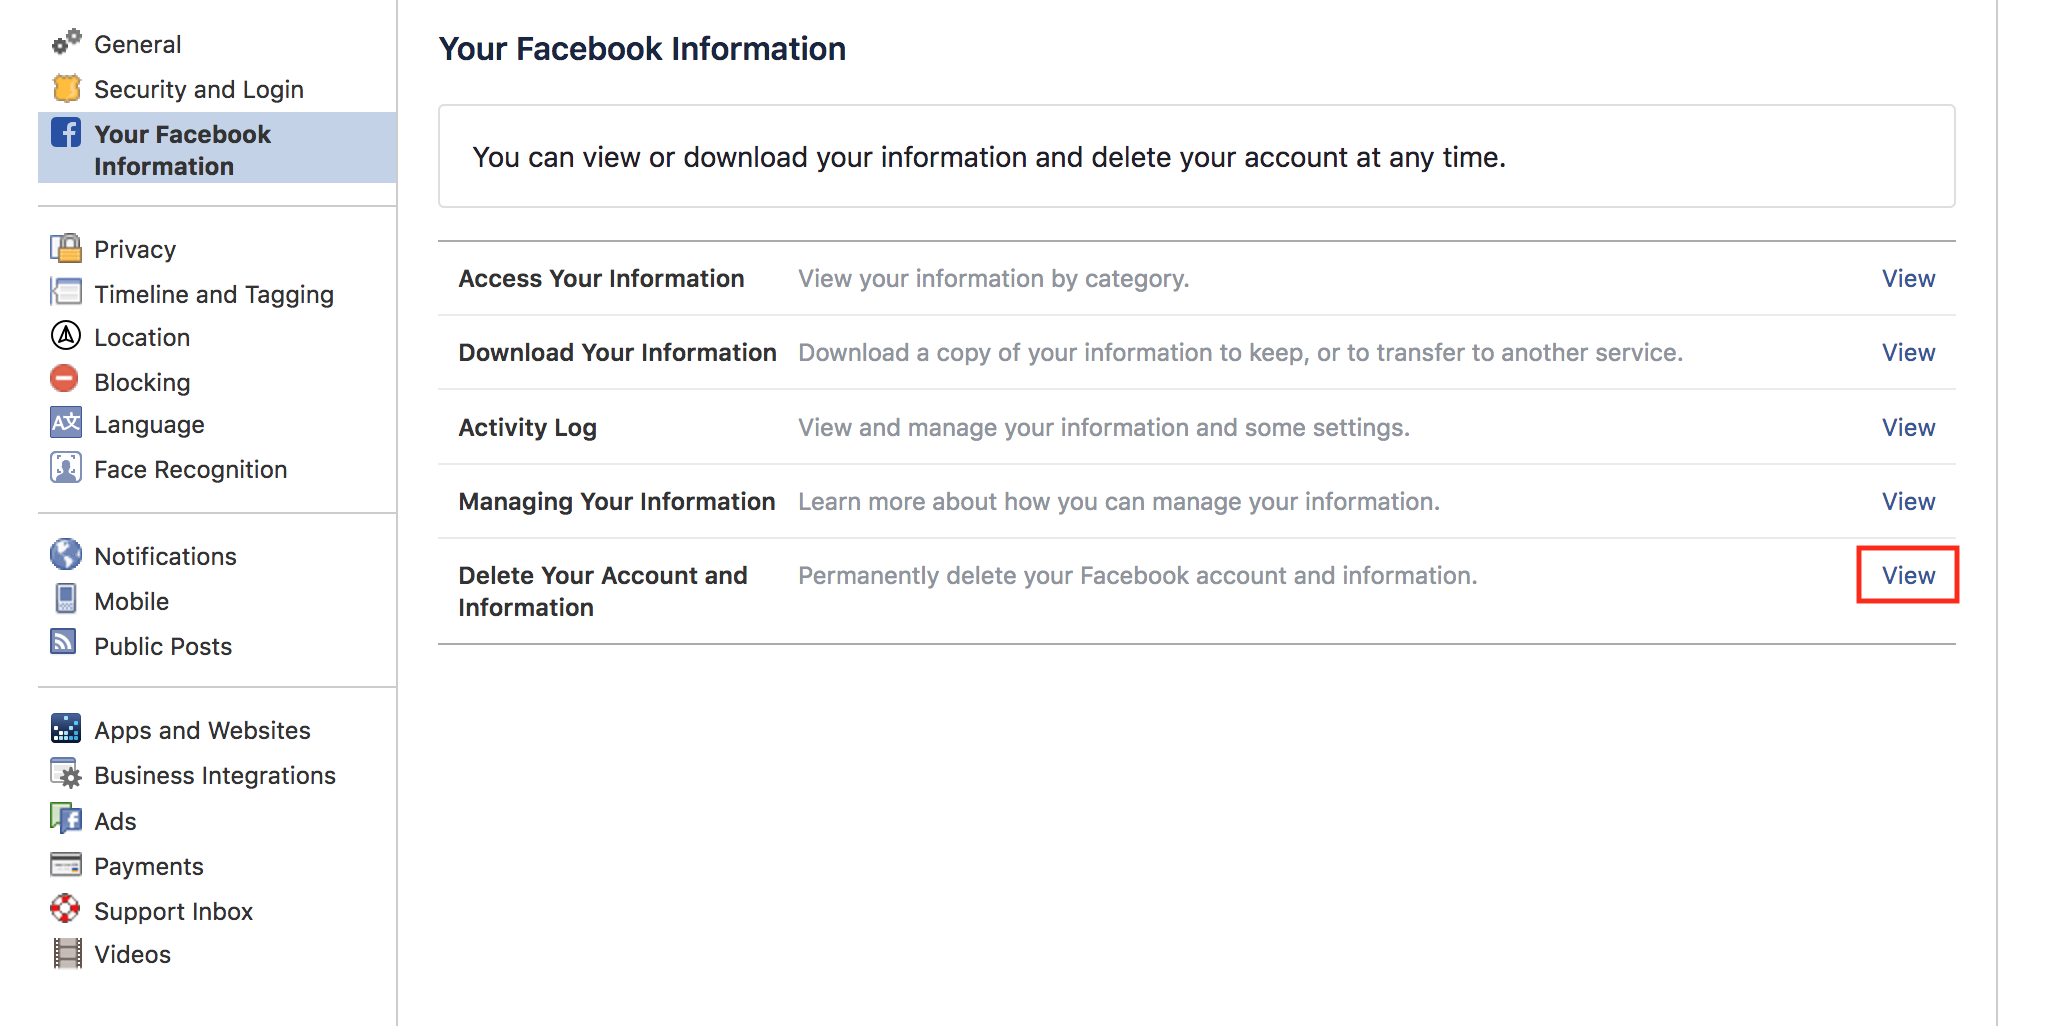 General
Security and Login
Your Facebook
Information
Privacy
Timeline and Tagging
Location
Blocking
Language
Face Recognition
Notifications
Mobile
Public Posts
Apps and Websites
Business Integrations
Ads
Payments
Support Inbox
Videos
Your Facebook Information
You can view or download your information and delete your account at any time.
Access Your Information View your information by category. View
Download Your Information Download a copy of your information to keep, or to transfer to another service. View
Activity Log View and manage your information and some settings. View
Managing Your Information Learn more about how you can manage your information. View
Delete Your Account and Permanently delete your Facebook account and information. View
Information